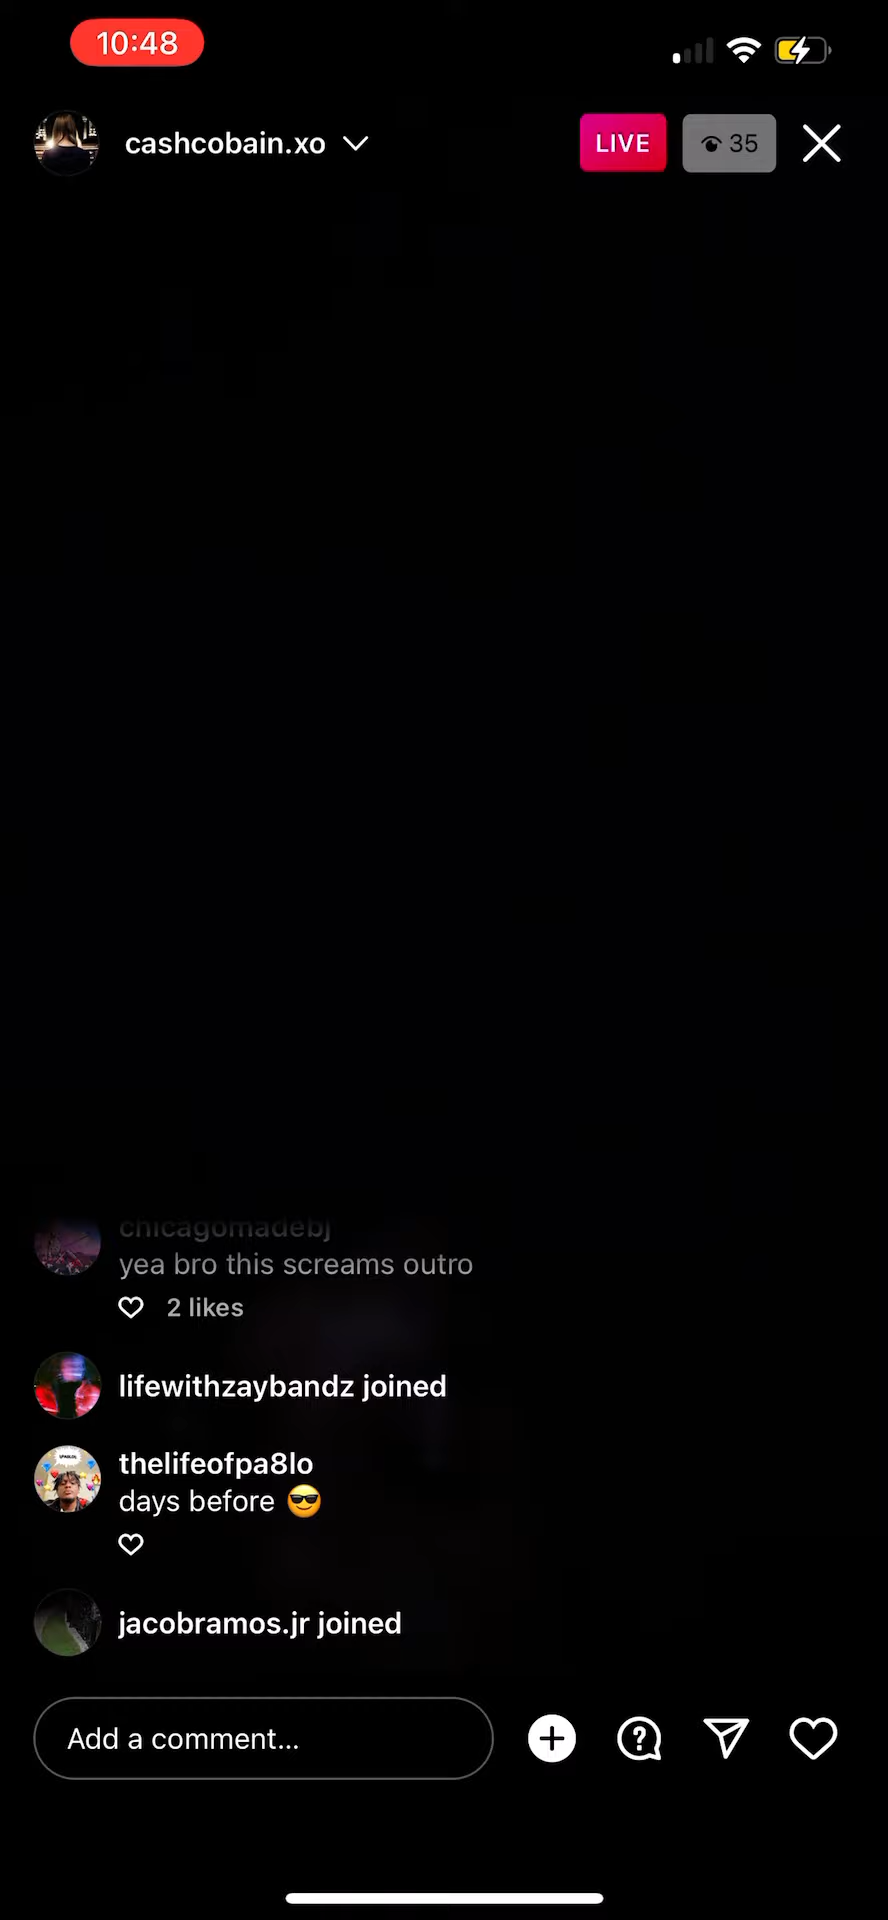 10:48
cashcobain.xo
LIVE
35
chicagomadebj
yea bro this screams outro
2 likes
lifewithzaybandz joined
thelifeofpa8lo
days before 😎
jacobramos.jr joined
Add a comment...